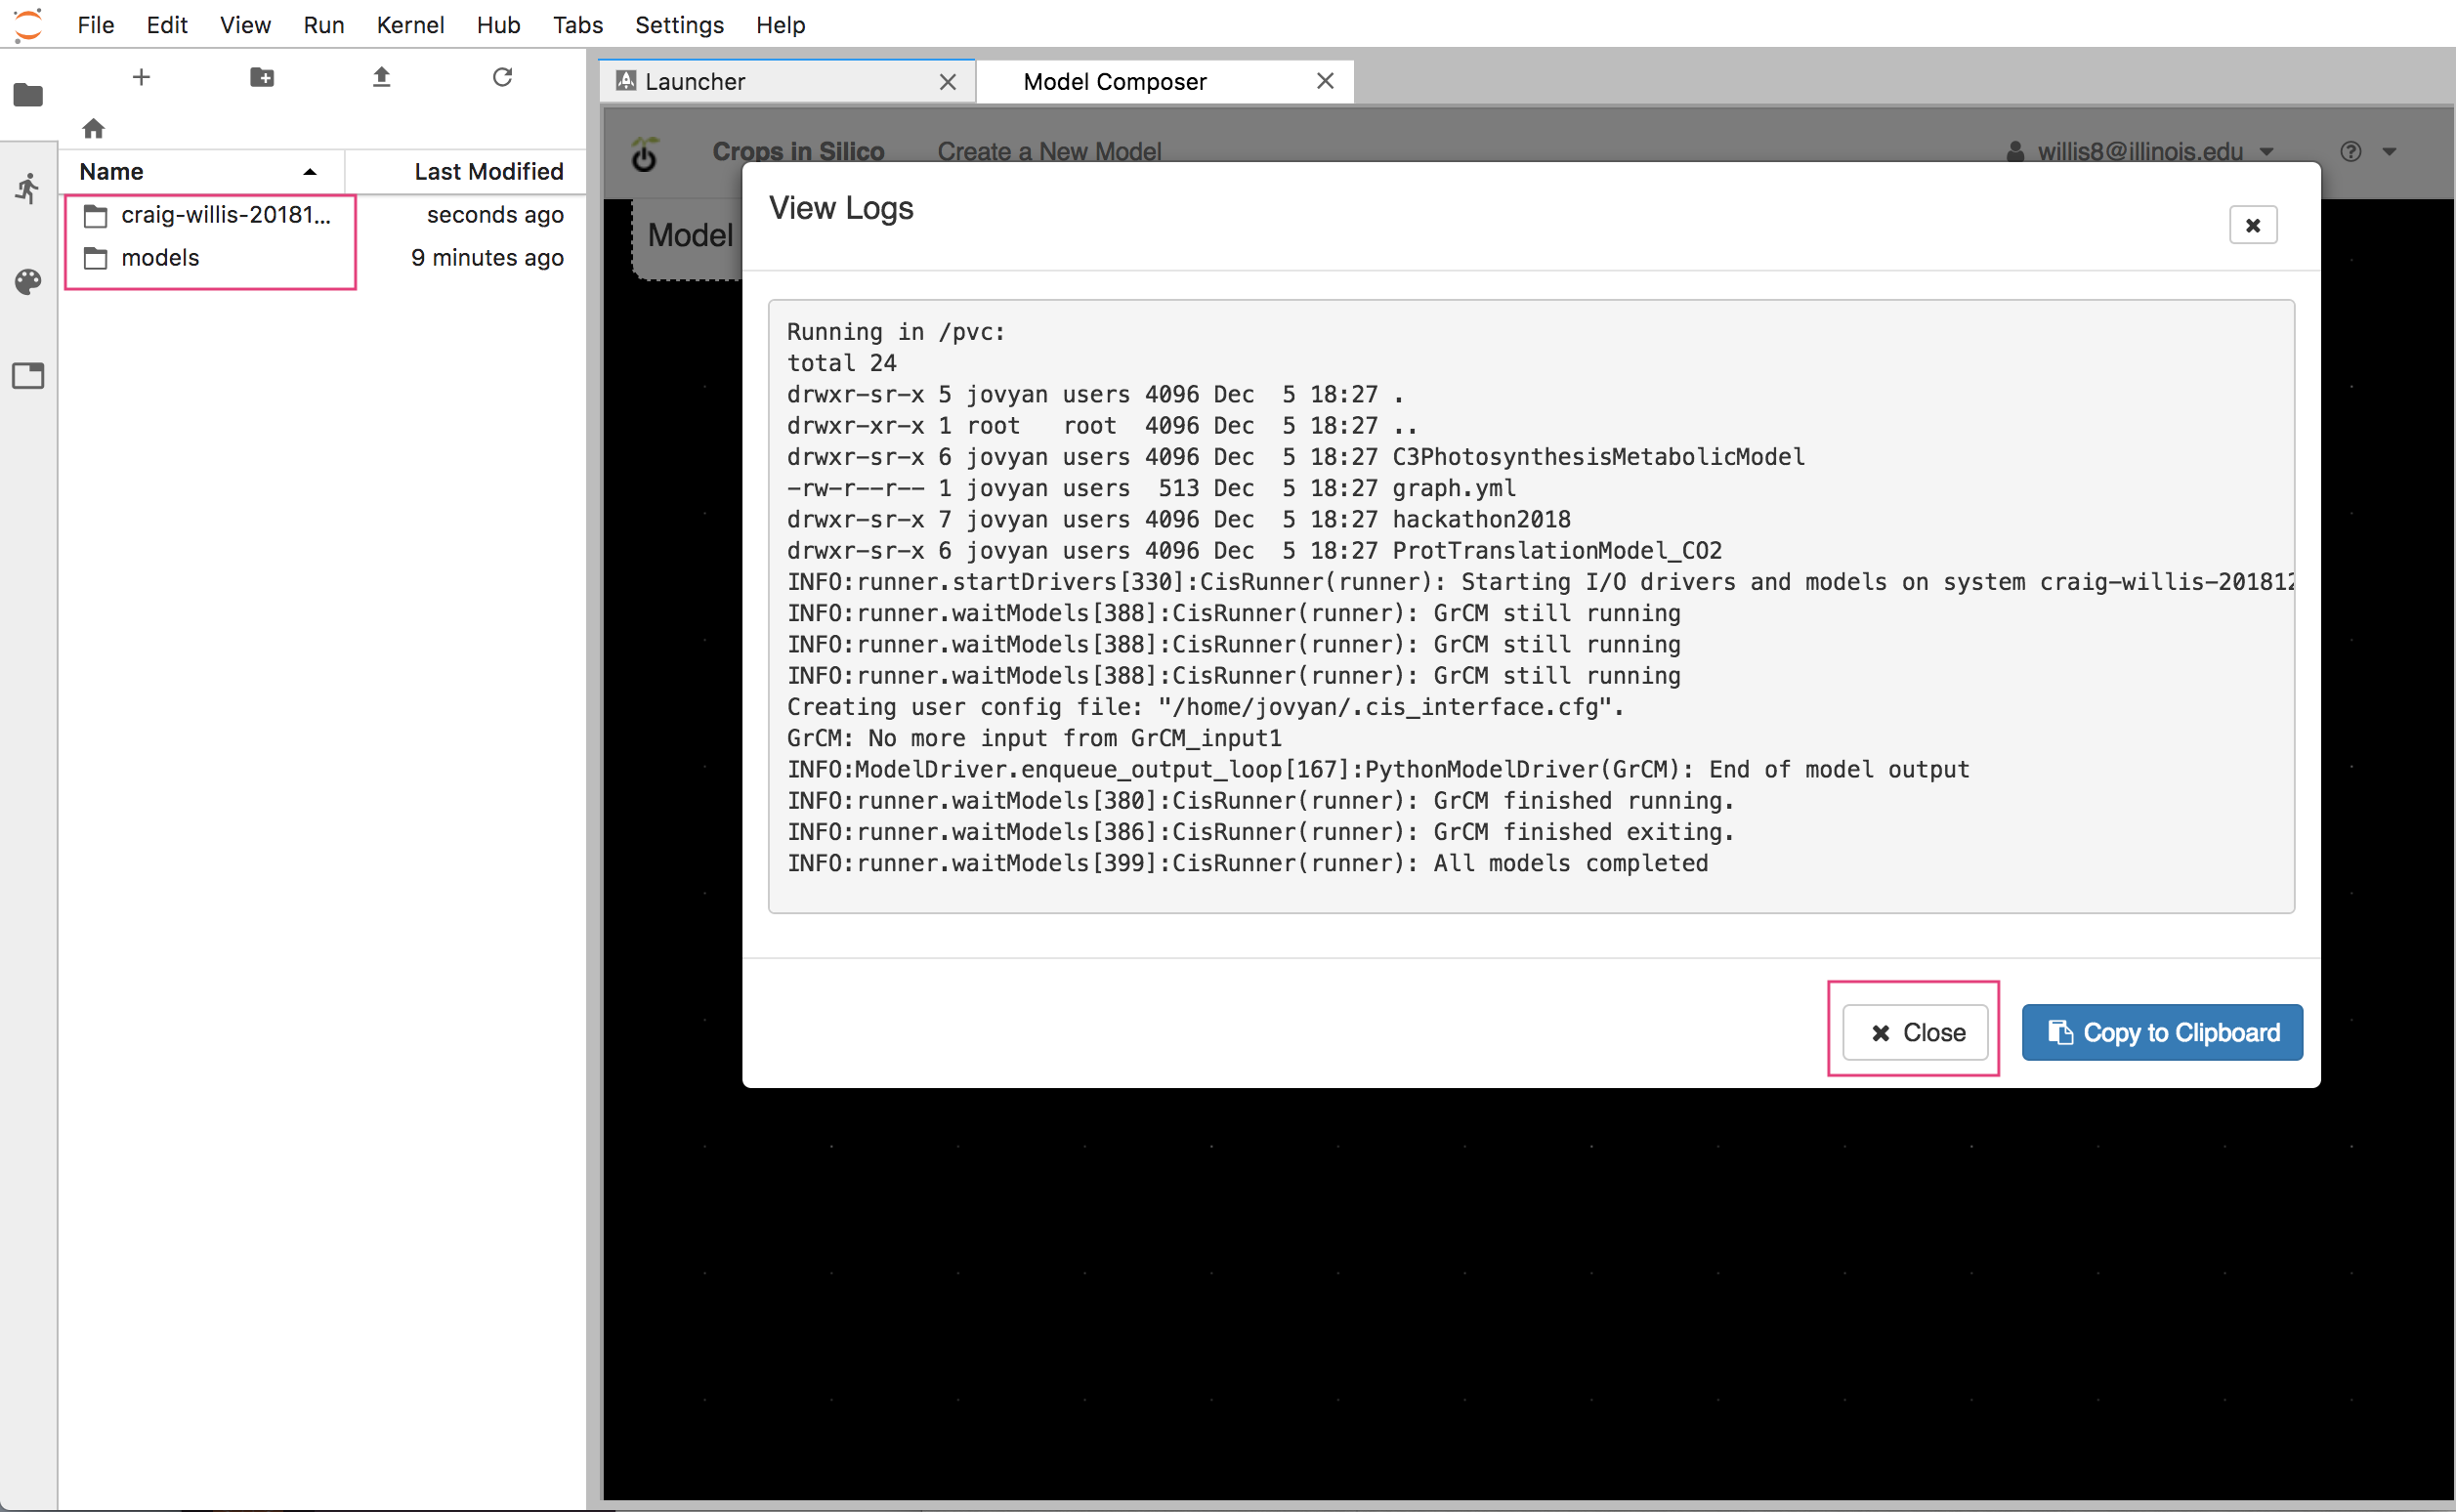 File Edit View Run Kernel Hub Tabs Settings Help
Name Last Modified
craig-willis-20181... seconds ago
models 9 minutes ago
Launcher Model Composer
Crops in Silico Create a New Model willis8@illinois.edu
Model
View Logs
Running in /pvc:
total 24
drwxr-sr-x 5 jovyan users 4096 Dec  5 18:27 .
drwxr-xr-x 1 root   root  4096 Dec  5 18:27 ..
drwxr-sr-x 6 jovyan users 4096 Dec  5 18:27 C3PhotosynthesisMetabolicModel
-rw-r--r-- 1 jovyan users  513 Dec  5 18:27 graph.yml
drwxr-sr-x 7 jovyan users 4096 Dec  5 18:27 hackathon2018
drwxr-sr-x 6 jovyan users 4096 Dec  5 18:27 ProtTranslationModel_CO2
INFO:runner.startDrivers[330]:CisRunner(runner): Starting I/O drivers and models on system craig-willis-201812
INFO:runner.waitModels[388]:CisRunner(runner): GrCM still running
INFO:runner.waitModels[388]:CisRunner(runner): GrCM still running
INFO:runner.waitModels[388]:CisRunner(runner): GrCM still running
Creating user config file: "/home/jovyan/.cis_interface.cfg".
GrCM: No more input from GrCM_input1
INFO:ModelDriver.enqueue_output_loop[167]:PythonModelDriver(GrCM): End of model output
INFO:runner.waitModels[380]:CisRunner(runner): GrCM finished running.
INFO:runner.waitModels[386]:CisRunner(runner): GrCM finished exiting.
INFO:runner.waitModels[399]:CisRunner(runner): All models completed
Close Copy to Clipboard